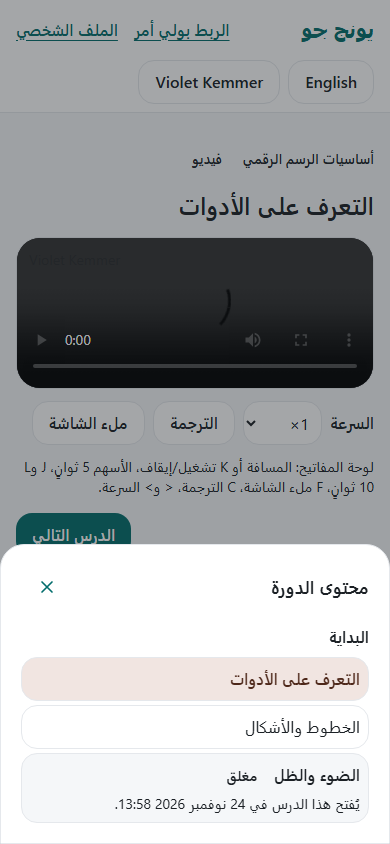 يونج جو
الربط بولي أمر
الملف الشخصي
English
Violet Kemmer
أساسيات الرسم الرقمي
فيديو
التعرف على الأدوات
Violet Kemmer
0:00
السرعة
1×
الترجمة
ملء الشاشة
لوحة المفاتيح: المسافة أو K تشغيل/إيقاف، الأسهم 5 ثوانٍ، J وL
10 ثوانٍ، F ملء الشاشة، C الترجمة، < و> السرعة.
الدرس التالي
محتوى الدورة
البداية
التعرف على الأدوات
الخطوط والأشكال
الضوء والظل
مغلق
يُفتح هذا الدرس في 24 نوفمبر 2026 13:58.